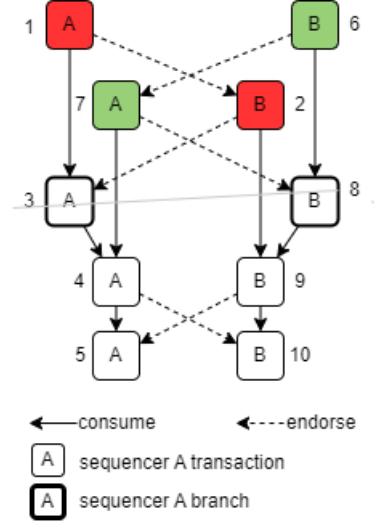 1 A B 6
7 A B 2
3 A B 8
4 A B 9
5 A B 10
consume endorse
A sequencer A transaction
A sequencer A branch